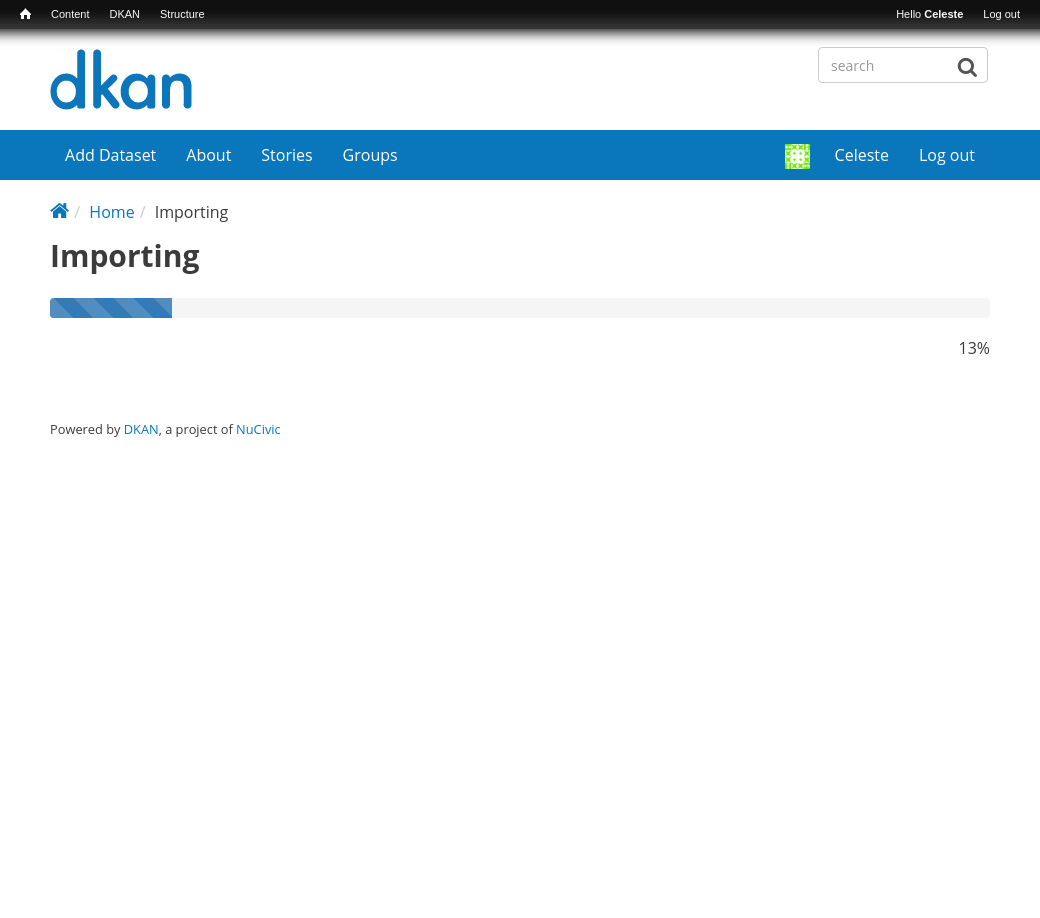 Content DKAN Structure Hello Celeste Log out
dkan
search
Add Dataset About Stories Groups Celeste Log out
/ Home / Importing
Importing
13%
Powered by DKAN, a project of NuCivic